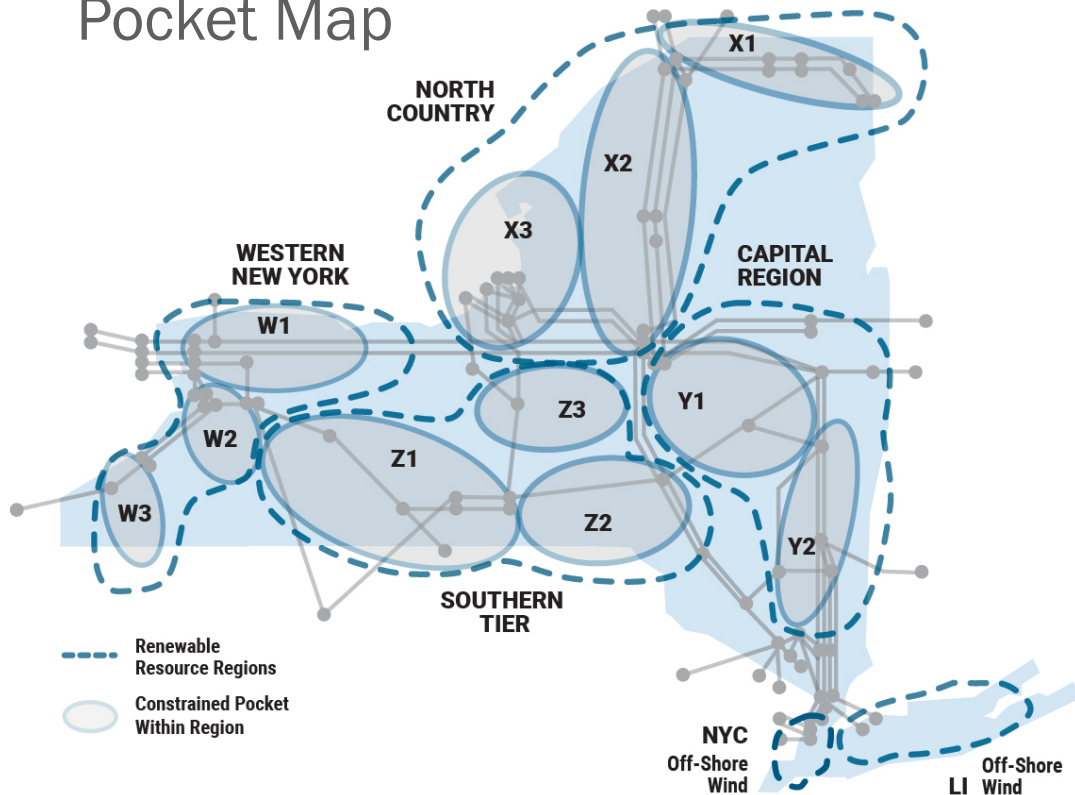 Pocket Map
X1
NORTH
COUNTRY
X2
X3
WESTERN
NEW YORK
CAPITAL
REGION
W1
Z3
Y1
W2
Z1
W3
Z2
Y2
SOUTHERN
TIER
Renewable
Resource Regions
Constrained Pocket
Within Region
NYC
Off-Shore
Wind
LI
Off-Shore
Wind